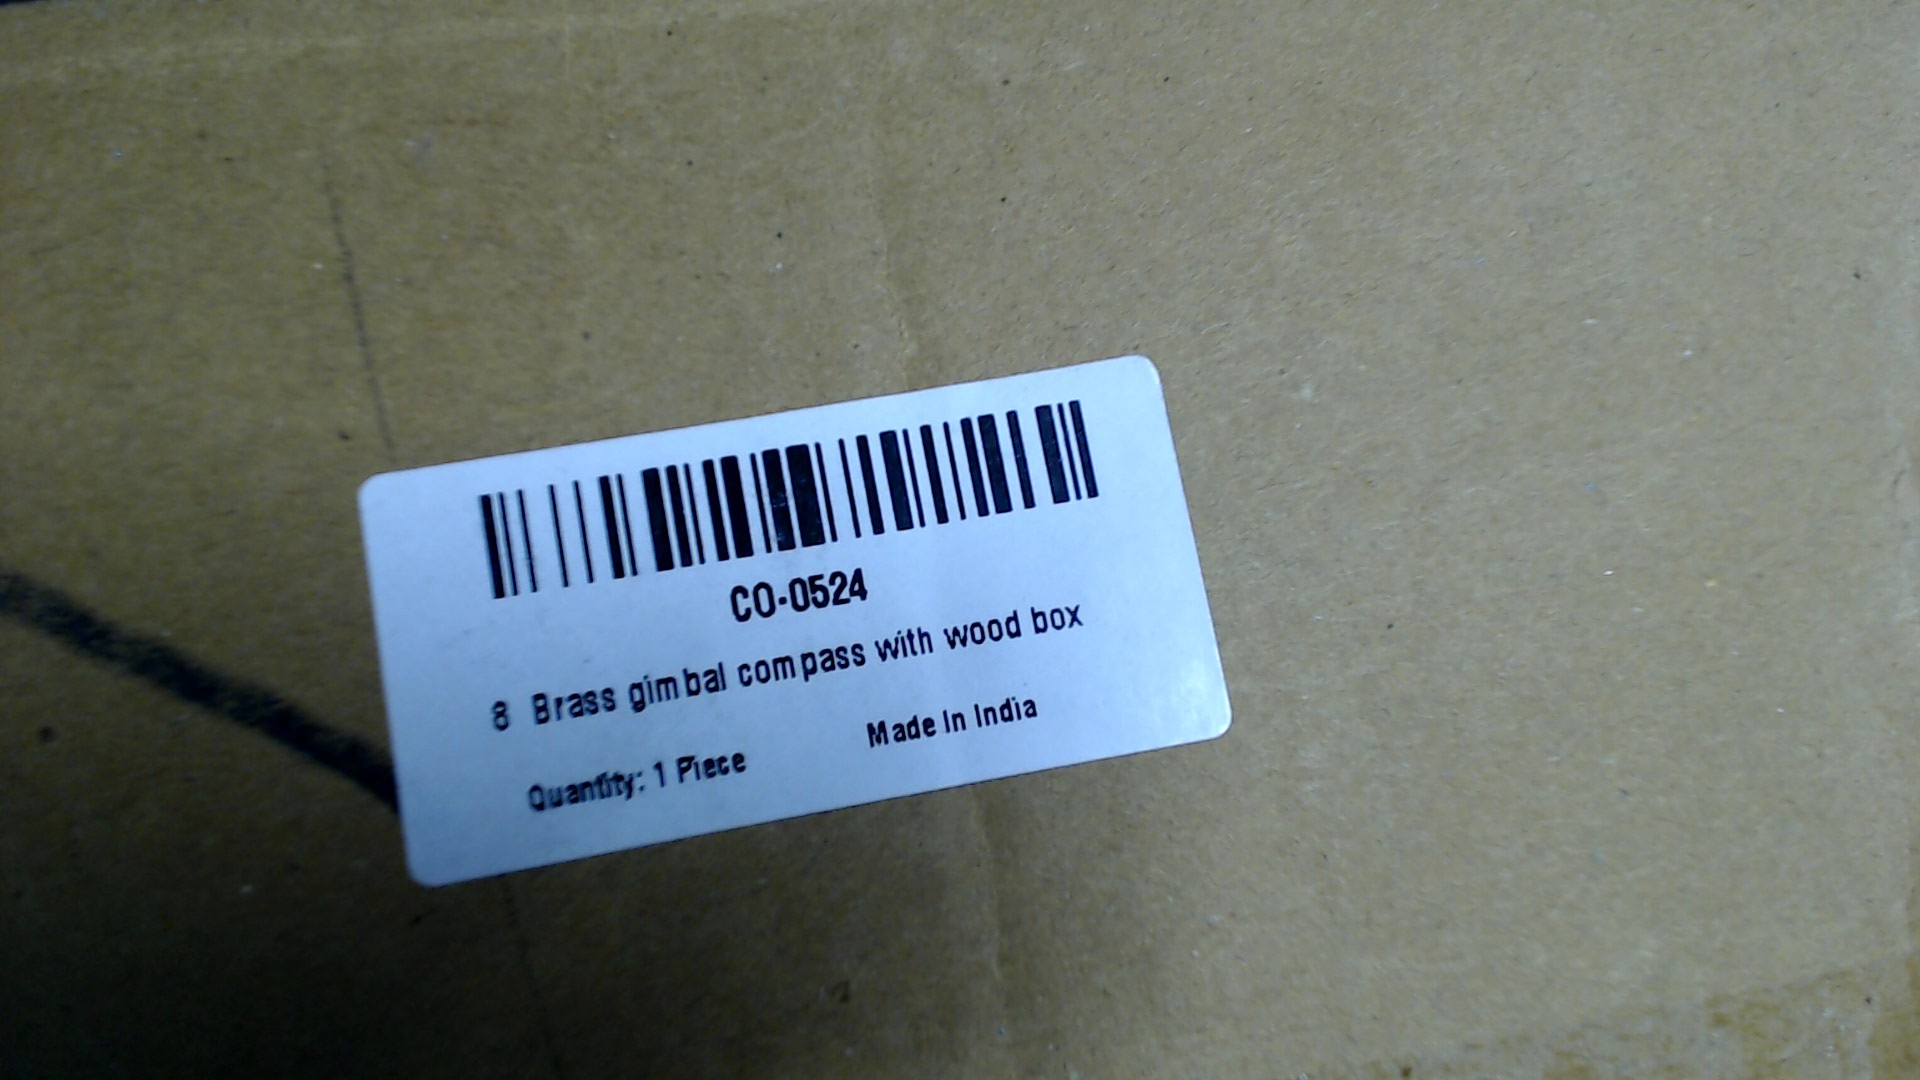 CO-0524
8 Brass gimbal compass with wood box
Quantity: 1 Piece
Made In India